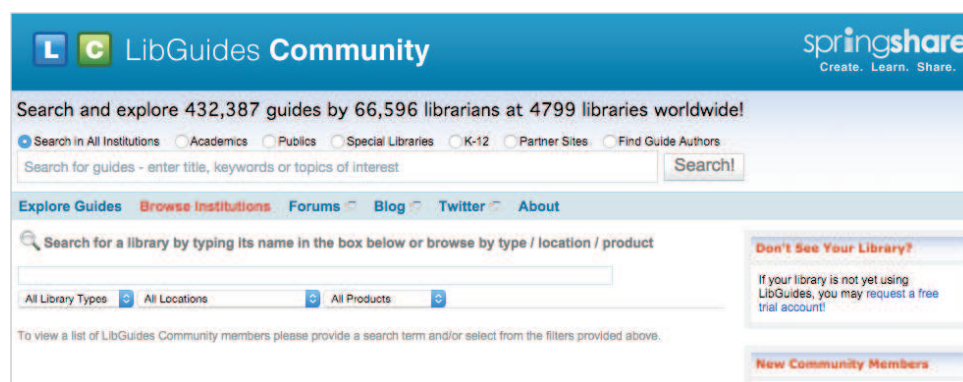 L C LibGuides Community
springshare
Create. Learn. Share.
Search and explore 432,387 guides by 66,596 librarians at 4799 libraries worldwide!
Search in All Institutions Academics Publics Special Libraries K-12 Partner Sites Find Guide Authors
Search for guides - enter title, keywords or topics of interest Search!
Explore Guides Browse Institutions Forums Blog Twitter About
Search for a library by typing its name in the box below or browse by type / location / product
All Library Types All Locations All Products
To view a list of LibGuides Community members please provide a search term and/or select from the filters provided above.
Don't See Your Library?
If your library is not yet using
LibGuides, you may request a free
trial account!
New Community Members